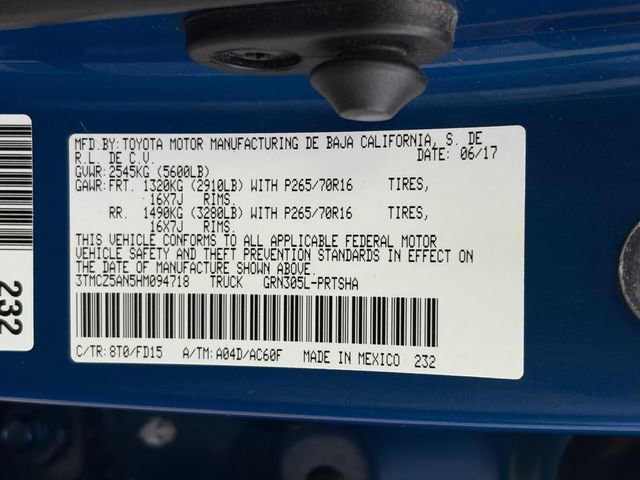 MFD.BY:TOYOTA MOTOR MANUFACTURING DE BAJA CALIFORNIA, S. DE
R.L. DE C.V. DATE: 06/17
GVWR:2545KG (5600LB)
GAWR:FRT. 1320KG (2910LB) WITH P265/70R16 TIRES,
16X7J RIMS.
RR. 1490KG (3280LB) WITH P265/70R16 TIRES,
16X7J RIMS.
THIS VEHICLE CONFORMS TO ALL APPLICABLE FEDERAL MOTOR
VEHICLE SAFETY AND THEFT PREVENTION STANDARDS IN EFFECT ON THE
DATE OF MANUFACTURE SHOWN ABOVE.
3TMCZ5AN5HM094718 TRUCK GRN305L-PRTSHA
C/TR:8T0/FD15 A/TM:A04D/AC60F MADE IN MEXICO 232
232